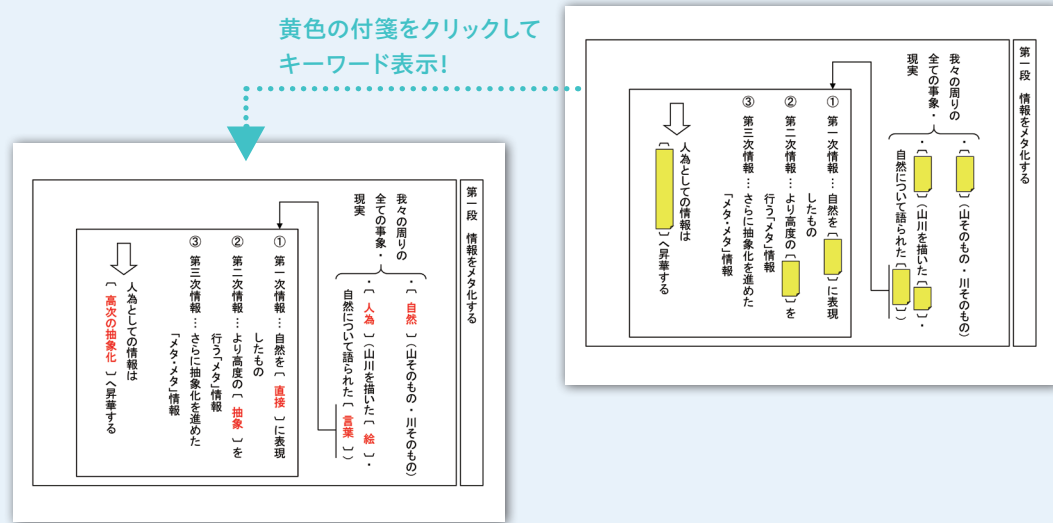 黄色の付箋をクリックして
キーワード表示!
第一段 情報をメタ化する
我々の周りの
全ての事象・
現実
・〔 〕(山そのもの・川そのもの)
・〔 〕(山川を描いた〔 〕・
自然について語られた〔 〕)
① 第一次情報…自然を〔 〕に表現
したもの
② 第二次情報…より高度の〔 〕を
行う「メタ」情報
③ 第三次情報…さらに抽象化を進めた
「メタ・メタ」情報
人為としての情報は
〔 〕へ昇華する
第一段 情報をメタ化する
我々の周りの
全ての事象・
現実
・〔 自然 〕(山そのもの・川そのもの)
・〔 人為 〕(山川を描いた〔 絵 〕・
自然について語られた〔 言葉 〕)
① 第一次情報…自然を〔 直接 〕に表現
したもの
② 第二次情報…より高度の〔 抽象 〕を
行う「メタ」情報
③ 第三次情報…さらに抽象化を進めた
「メタ・メタ」情報
人為としての情報は
〔 高次の抽象化 〕へ昇華する